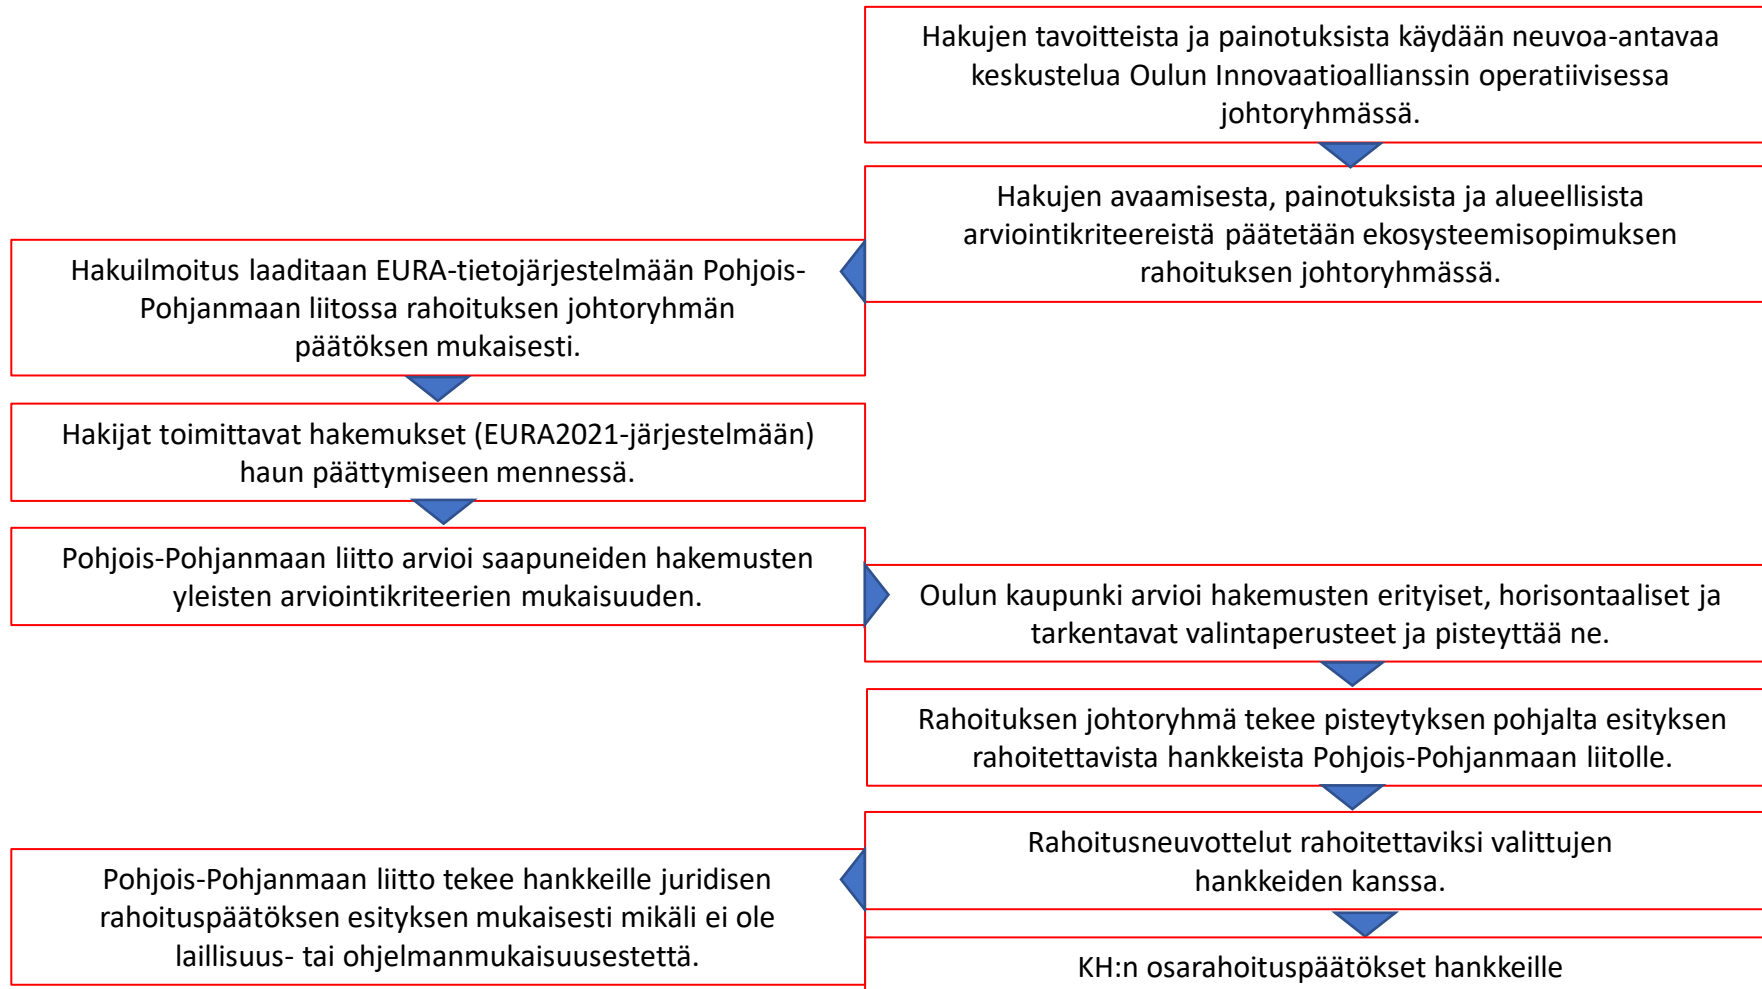 Hakujen tavoitteista ja painotuksista käydään neuvoa-antavaa
keskustelua Oulun Innovaatioallianssin operatiivisessa
johtoryhmässä.
Hakujen avaamisesta, painotuksista ja alueellisista
arviointikriteereistä päätetään ekosysteemisopimuksen
rahoituksen johtoryhmässä.
Hakuilmoitus laaditaan EURA-tietojärjestelmään Pohjois-
Pohjanmaan liitossa rahoituksen johtoryhmän
päätöksen mukaisesti.
Hakijat toimittavat hakemukset (EURA2021-järjestelmään)
haun päättymiseen mennessä.
Pohjois-Pohjanmaan liitto arvioi saapuneiden hakemusten
yleisten arviointikriteerien mukaisuuden.
Oulun kaupunki arvioi hakemusten erityiset, horisontaaliset ja
tarkentavat valintaperusteet ja pisteyttää ne.
Rahoituksen johtoryhmä tekee pisteytyksen pohjalta esityksen
rahoitettavista hankkeista Pohjois-Pohjanmaan liitolle.
Rahoitusneuvottelut rahoitettaviksi valittujen
hankkeiden kanssa.
Pohjois-Pohjanmaan liitto tekee hankkeille juridisen
rahoituspäätöksen esityksen mukaisesti mikäli ei ole
laillisuus- tai ohjelmanmukaisuusestettä.
KH:n osarahoituspäätökset hankkeille